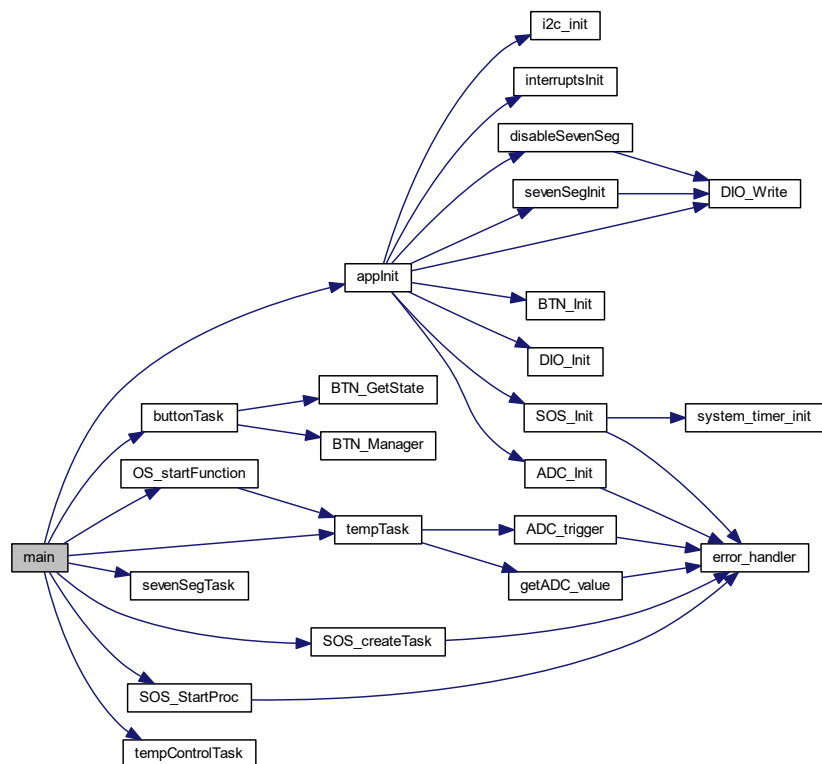 i2c_init
interruptsInit
disableSevenSeg
sevenSegInit
DIO_Write
appInit
BTN_Init
DIO_Init
BTN_GetState
buttonTask
SOS_Init
system_timer_init
BTN_Manager
OS_startFunction
ADC_Init
tempTask
ADC_trigger
main
error_handler
sevenSegTask
getADC_value
SOS_createTask
SOS_StartProc
tempControlTask